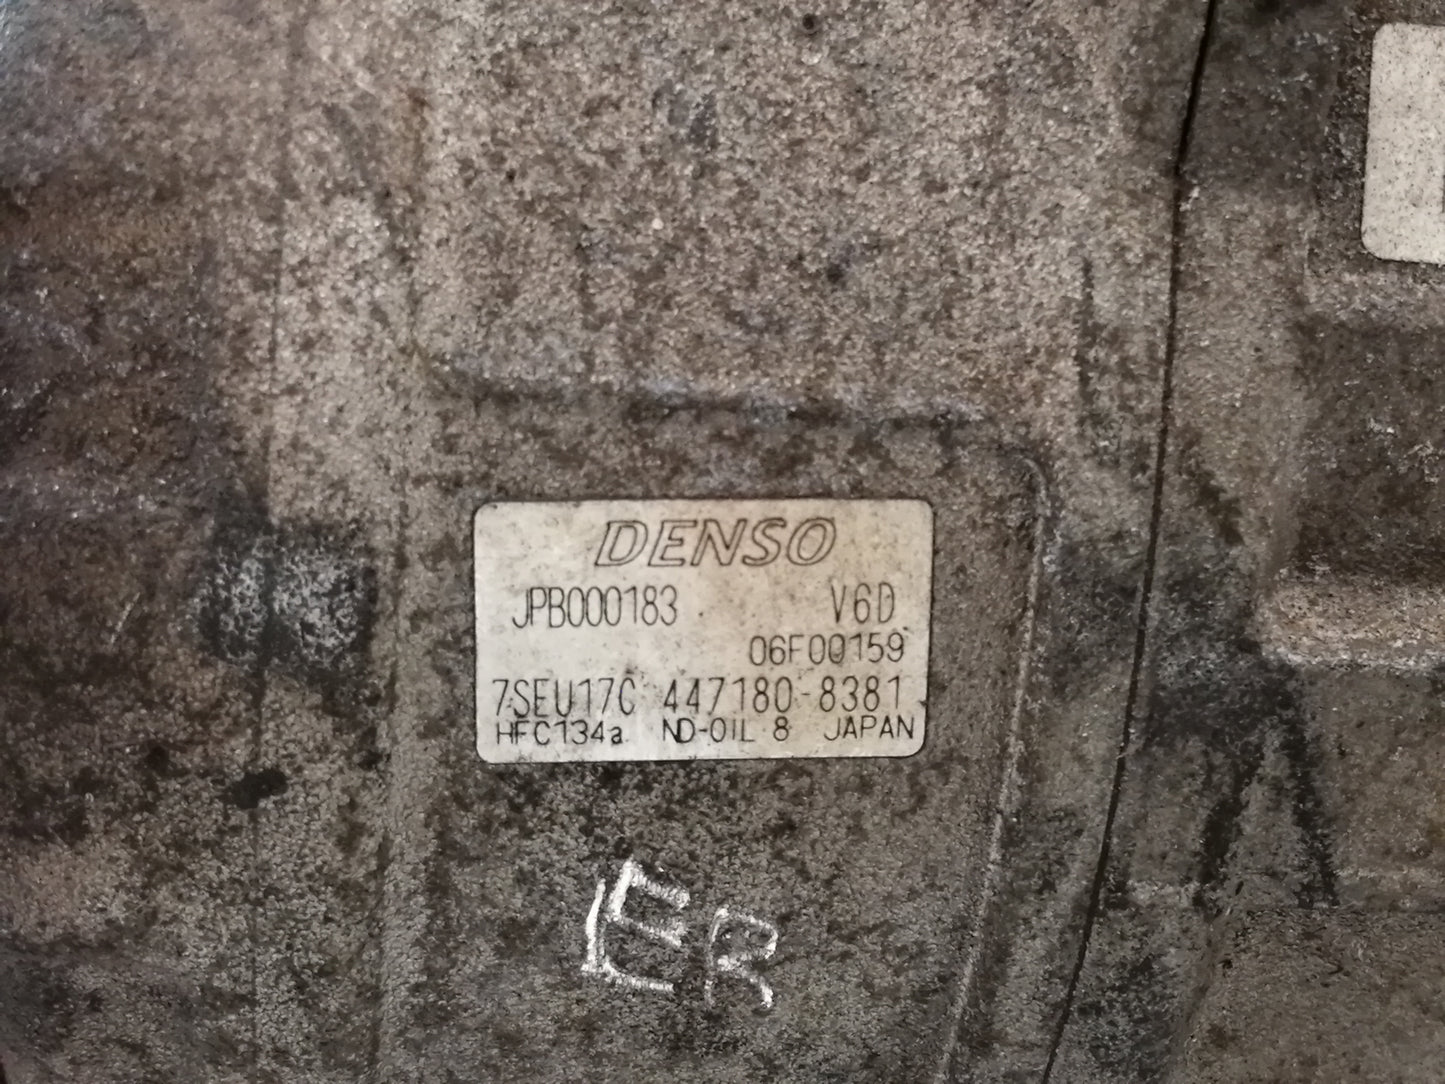 DENSO
JPB000183 V6D
06F00159
7SEU17C 447180-8381
HFC134a ND-OIL 8 JAPAN
ER